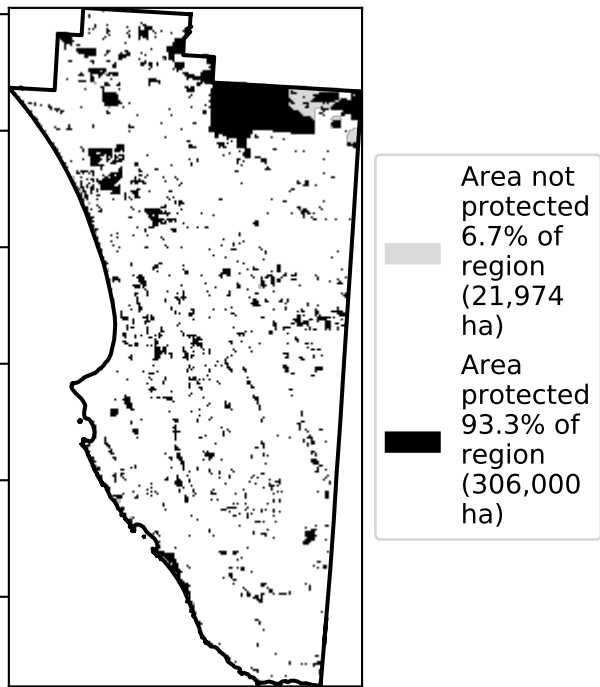 Area not
protected
6.7% of
region
(21,974
ha)
Area
protected
93.3% of
region
(306,000
ha)